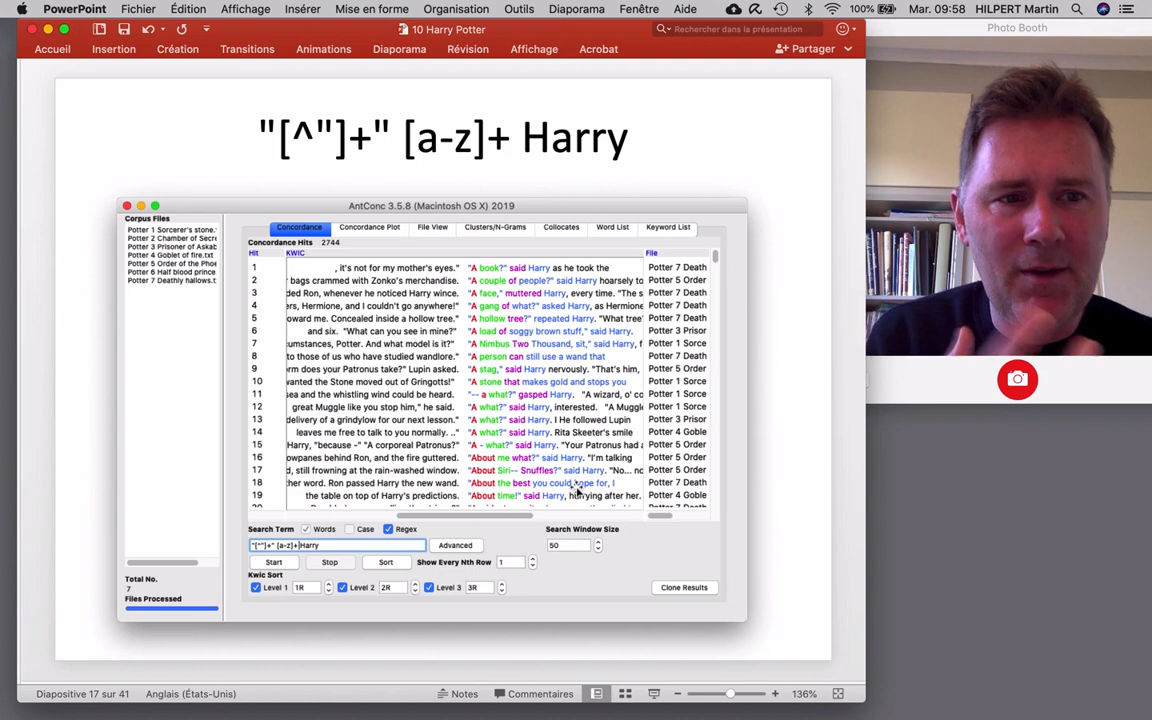 PowerPoint Fichier Édition Affichage Insérer Mise en forme Organisation Outils Diaporama Fenêtre Aide 100% Mar. 09:58 HILPERT Martin
Photo Booth
10 Harry Potter
Rechercher dans la présentation
Accueil Insertion Création Transitions Animations Diaporama Révision Affichage Acrobat Partager
"[^"]+" [a-z]+ Harry
AntConc 3.5.8 (Macintosh OS X) 2019
Corpus Files
Potter 1 Sorcerer's stone.
Potter 2 Chamber of Secre
Potter 3 Prisoner of Askab
Potter 4 Goblet of fire.txt
Potter 5 Order of the Phoe
Potter 6 Half blood prince
Potter 7 Deathly hallows.t
Total No.
7
Files Processed
Concordance Concordance Plot File View Clusters/N-Grams Collocates Word List Keyword List
Concordance Hits 2744
Hit KWIC File
1 , it's not for my mother's eyes." "A book?" said Harry as he took the Potter 7 Death
2 r bags crammed with Zonko's merchandise. "A couple of people?" said Harry hoarsely to Potter 5 Order
3 ded Ron, whenever he noticed Harry wince. "A face," muttered Harry, every time. "The s Potter 7 Death
4 ers, Hermione, and I couldn't go anywhere!" "A gang of what?" asked Harry, as Hermione Potter 7 Death
5 oward me. Concealed inside a hollow tree." "A hollow tree?" repeated Harry. "What tree' Potter 7 Death
6 and six. "What can you see in mine?" "A load of soggy brown stuff," said Harry. Potter 3 Prisor
7 umstances, Potter. And what model is it?" "A Nimbus Two Thousand, sit," said Harry, f Potter 1 Sorce
8 to those of us who have studied wandlore. "A person can still use a wand that Potter 7 Death
9 orm does your Patronus take?" Lupin asked. "A stag," said Harry nervously. "That's him, Potter 5 Order
10 wanted the Stone moved out of Gringotts!" "A stone that makes gold and stops you Potter 1 Sorce
11 sea and the whistling wind could be heard. "-- a what?" gasped Harry. "A wizard, o' co Potter 1 Sorce
12 great Muggle like you stop him," he said. "A what?" said Harry, interested. "A Muggl Potter 1 Sorce
13 delivery of a grindylow for our next lesson." "A what?" said Harry. I He followed Lupin Potter 3 Prisor
14 leaves me free to talk to you normally. .." "A what?" said Harry. Rita Skeeter's smile Potter 4 Goble
15 Harry, "because -" "A corporeal Patronus?" "A - what?" said Harry. "Your Patronus had a Potter 5 Order
16 owpanes behind Ron, and the fire guttered. "About me what?" said Harry. "I'm talking Potter 5 Order
17 d, still frowning at the rain-washed window. "About Siri-- Snuffles?" said Harry. "No... no Potter 5 Order
18 der word. Ron passed Harry the new wand. "About the best you could hope for, I Potter 7 Death
19 the table on top of Harry's predictions. "About time!" said Harry, hurrying after her. Potter 4 Goble
Search Term Words Case Regex Search Window Size
"[^"]+" [a-z]+Harry Advanced 50
Start Stop Sort Show Every Nth Row 1
Kwic Sort
Level 1 1R Level 2 2R Level 3 3R Clone Results
Diapositive 17 sur 41 Anglais (États-Unis) Notes Commentaires 136%